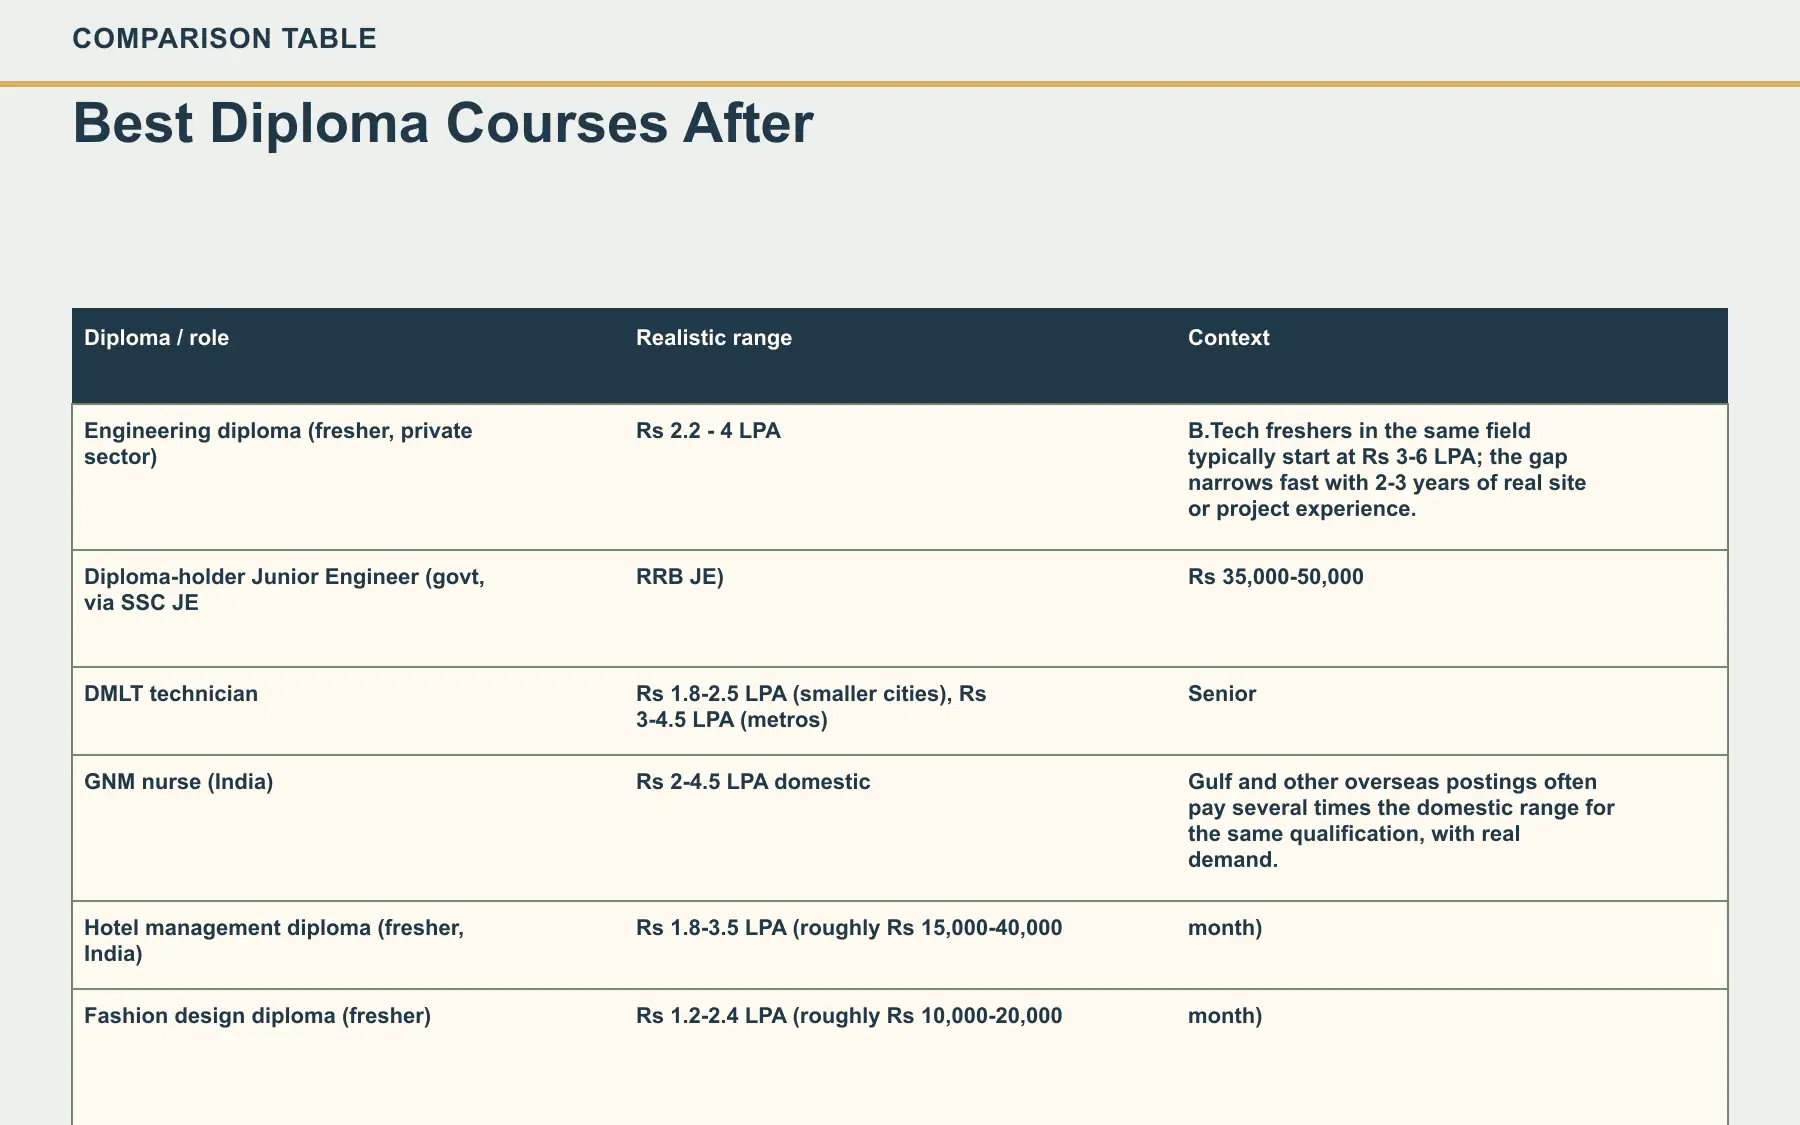 COMPARISON TABLE
Best Diploma Courses After
Diploma / role
Realistic range
Context
Engineering diploma (fresher, private
sector)
Rs 2.2 - 4 LPA
B.Tech freshers in the same field
typically start at Rs 3-6 LPA; the gap
narrows fast with 2-3 years of real site
or project experience.
Diploma-holder Junior Engineer (govt,
via SSC JE
RRB JE)
Rs 35,000-50,000
DMLT technician
Rs 1.8-2.5 LPA (smaller cities), Rs
3-4.5 LPA (metros)
Senior
GNM nurse (India)
Rs 2-4.5 LPA domestic
Gulf and other overseas postings often
pay several times the domestic range for
the same qualification, with real
demand.
Hotel management diploma (fresher,
India)
Rs 1.8-3.5 LPA (roughly Rs 15,000-40,000
month)
Fashion design diploma (fresher)
Rs 1.2-2.4 LPA (roughly Rs 10,000-20,000
month)